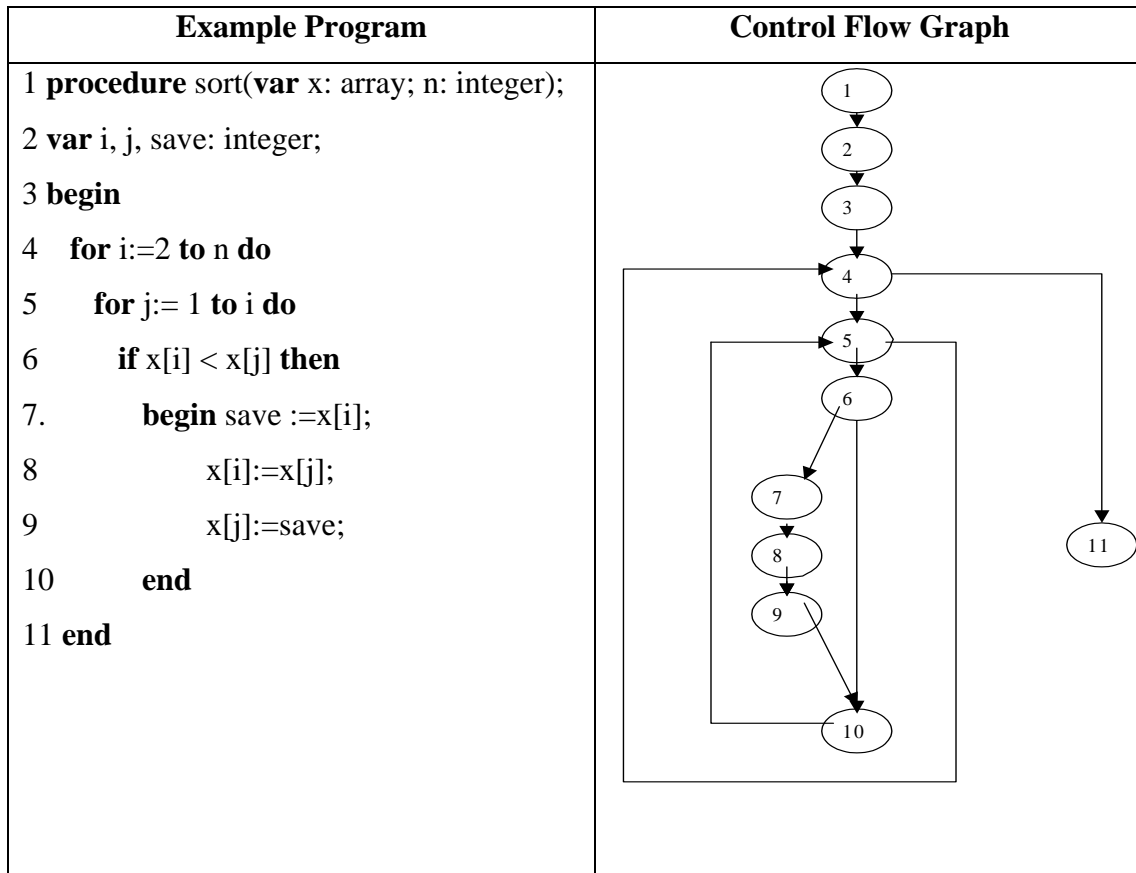 Example Program
Control Flow Graph
1 procedure sort(var x: array; n: integer);
2 var i, j, save: integer;
3 begin
4 for i:=2 to n do
5 for j:= 1 to i do
6 if x[i] < x[j] then
7. begin save :=x[i];
8 x[i]:=x[j];
9 x[j]:=save;
10 end
11 end
1
2
3
4
5
6
7
8
9
10
11